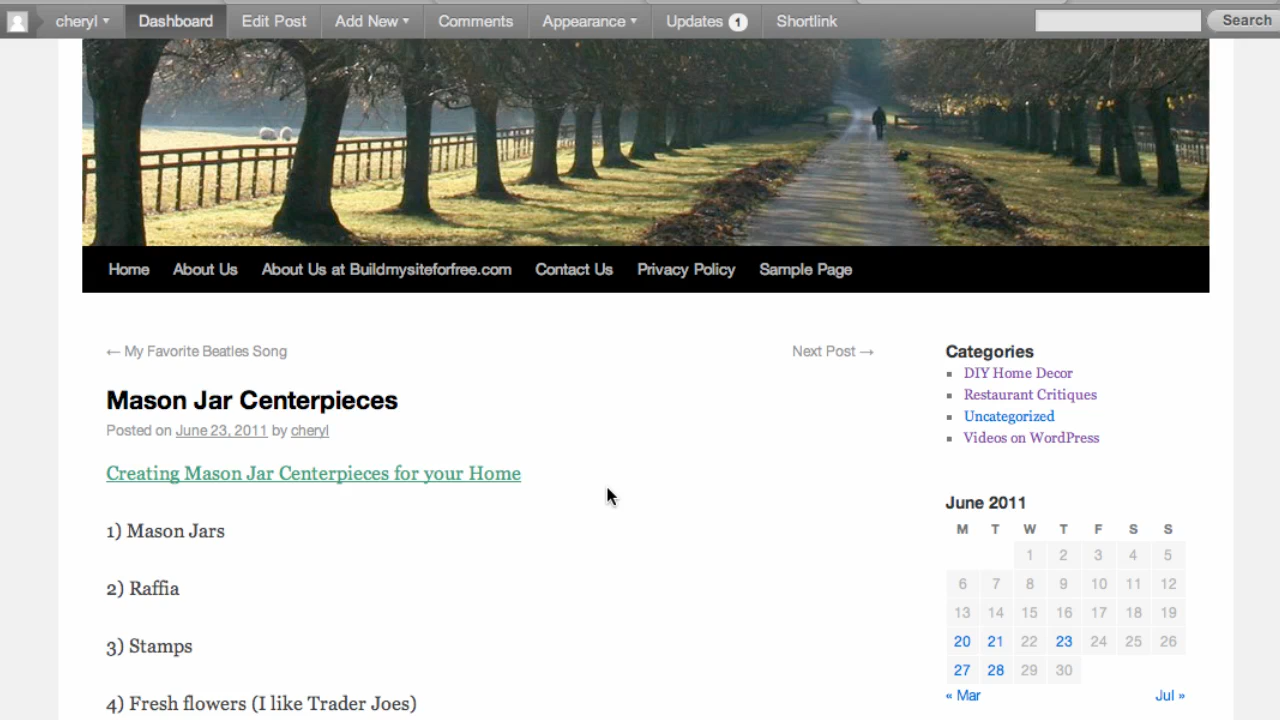 cheryl Dashboard Edit Post Add New Comments Appearance Updates 1 Shortlink Search
Home About Us About Us at Buildmysiteforfree.com Contact Us Privacy Policy Sample Page
← My Favorite Beatles Song Next Post →
Mason Jar Centerpieces
Posted on June 23, 2011 by cheryl
Creating Mason Jar Centerpieces for your Home
1) Mason Jars
2) Raffia
3) Stamps
4) Fresh flowers (I like Trader Joes)
Categories
DIY Home Decor
Restaurant Critiques
Uncategorized
Videos on WordPress
June 2011
M T W T F S S
1 2 3 4 5
6 7 8 9 10 11 12
13 14 15 16 17 18 19
20 21 22 23 24 25 26
27 28 29 30
« Mar Jul »